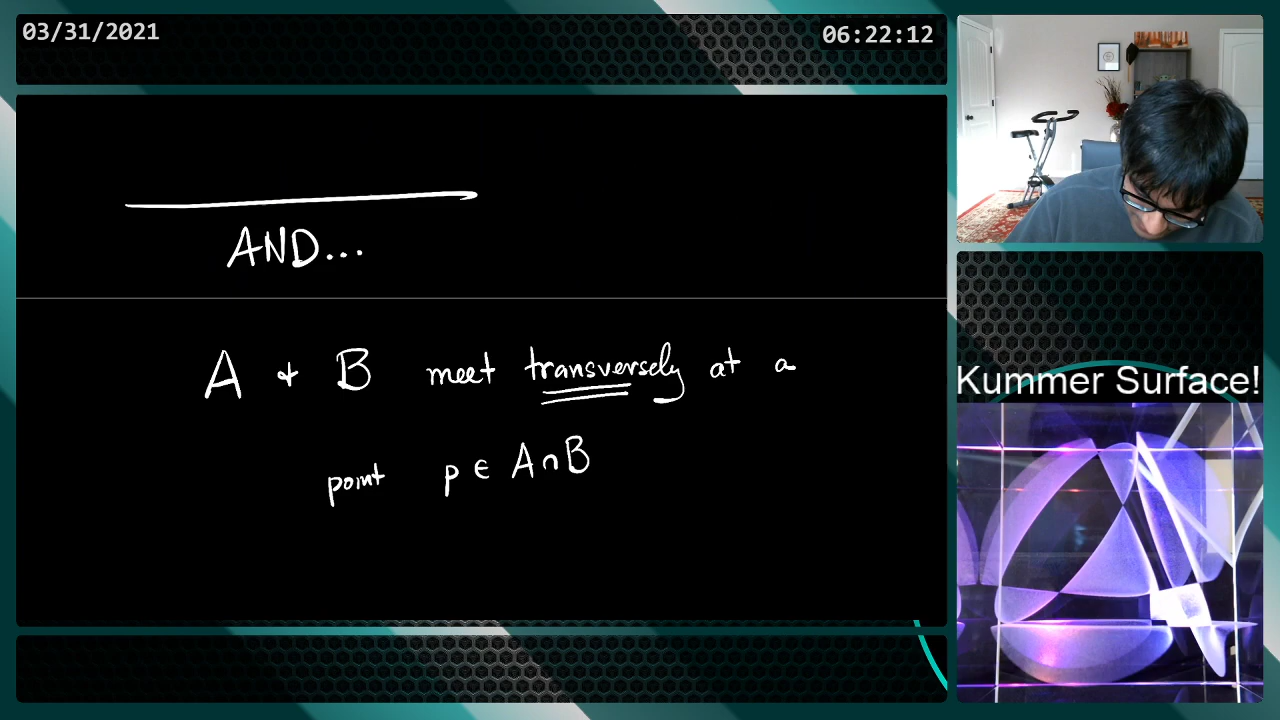 03/31/2021
06:22:12
AND...
A + B meet transversely at a
point p ∈ A∩B
Kummer Surface!